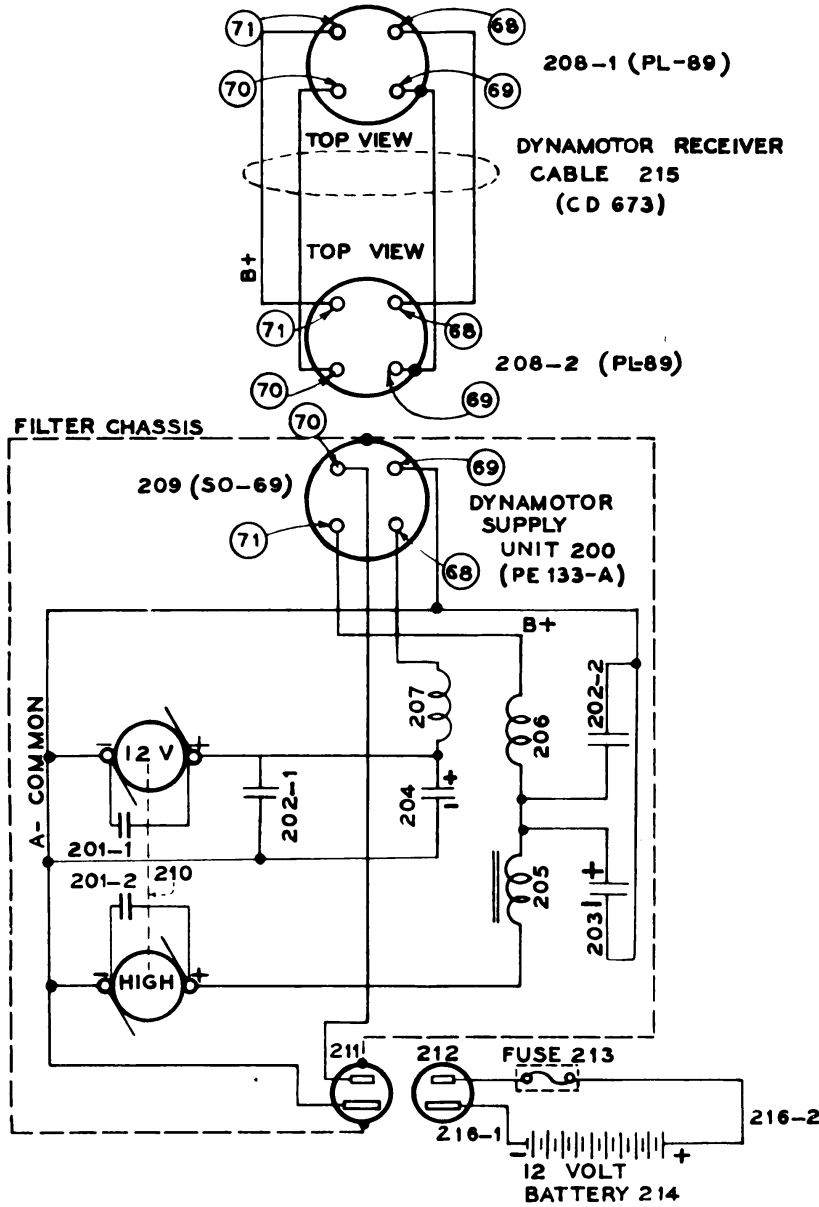 71
68
208-1 (PL-89)
70
69
TOP VIEW
DYNAMOTOR RECEIVER
CABLE 215
(CD 673)
TOP VIEW
B+
71
68
208-2 (PL-89)
70
69
FILTER CHASSIS
70
209 (SO-69)
69
DYNAMOTOR
SUPPLY
UNIT 200
(PE 133-A)
71
68
B+
A- COMMON
207
206
202-2
- 12 V +
202-1
204
+
-
201-1
201-2
210
205
+
-
203
- HIGH +
211
212
FUSE 213
216-1
216-2
- +
12 VOLT
BATTERY 214